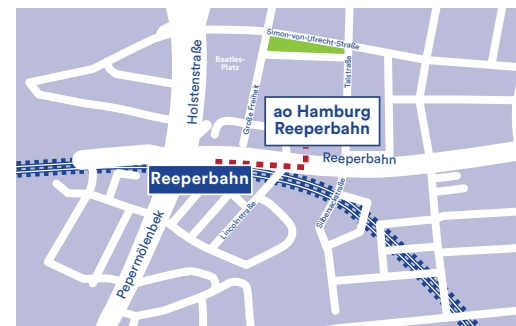 Simon-von-Utrecht-Straße
Beatles-
Platz
Holstenstraße
Große Freiheit
Talstraße
ao Hamburg
Reeperbahn
Reeperbahn
Reeperbahn
Lincolnstraße
Silbersackstraße
Pepermölenbek